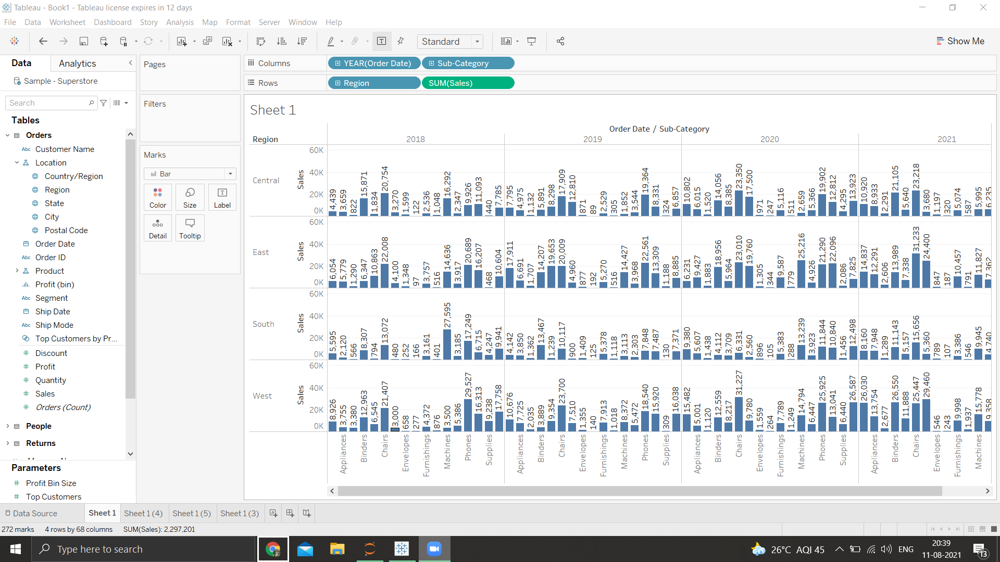 Tableau - Book1 - Tableau license expires in 12 days
File Data Worksheet Dashboard Story Analysis Map Format Server Window Help
Standard
Show Me
Data Analytics
Sample - Superstore
Search
Tables
Orders
Customer Name
Location
Country/Region
Region
State
City
Postal Code
Order Date
Order ID
Product
Profit (bin)
Segment
Ship Date
Ship Mode
Top Customers by Pr...
Discount
Profit
Quantity
Sales
Orders (Count)
People
Returns
Parameters
Profit Bin Size
Top Customers
Pages
Filters
Marks
Bar
Color Size Label
Detail Tooltip
Columns YEAR(Order Date) Sub-Category
Rows Region SUM(Sales)
Sheet 1
Order Date / Sub-Category
Region 2018 2019 2020 2021
Central
Sales
60K
40K
20K
0K
4,439 3,659 822 15,871 1,834 20,754 3,270 1,599 122 2,536 1,048 16,292 2,347 9,926 11,093 440 7,785 7,795 4,975 1,132 5,891 8,298 17,909 12,810 871 89 2,529 305 1,852 3,544 19,364 8,331 324 6,857 10,802 6,015 1,520 14,056 8,385 23,350 17,500 971 247 5,116 511 2,659 5,366 19,902 12,812 4,295 13,923 10,920 8,933 2,291 21,105 5,640 23,218 3,680 1,197 320 5,074 587 5,995 6,235
East
Sales
60K
40K
20K
0K
6,054 5,779 1,290 6,347 10,863 22,008 4,100 1,348 97 3,757 516 14,636 3,917 20,689 16,207 468 10,604 17,911 6,691 1,707 14,207 19,653 20,009 4,960 877 192 5,270 516 14,427 3,968 22,561 13,309 1,188 8,885 6,231 9,427 1,883 18,956 5,964 23,010 19,760 1,305 344 9,587 779 25,216 4,926 21,290 22,096 2,086 7,825 14,837 12,291 2,606 13,989 7,338 31,233 24,400 847 187 10,457 791 11,827 7,362
South
Sales
60K
40K
20K
0K
5,595 2,120 566 8,307 794 13,072 480 252 166 3,161 401 27,595 3,185 17,249 6,715 4,247 9,941 4,142 3,850 1,362 13,467 1,239 10,117 900 1,409 125 5,378 1,118 3,113 2,303 7,848 7,487 130 7,371 9,380 5,607 1,438 4,112 3,709 6,331 2,560 896 105 5,383 288 13,239 3,923 11,844 10,840 1,456 12,498 8,160 7,948 1,289 11,143 5,157 15,656 5,360 789 107 3,386 546 9,945 4,740
West
Sales
60K
40K
20K
0K
8,926 3,755 3,380 12,963 6,545 21,407 3,000 658 277 4,372 876 3,500 5,386 29,527 16,313 9,238 17,758 10,676 7,725 2,035 3,889 9,354 23,700 7,510 1,355 140 7,913 1,018 8,372 5,472 18,540 15,920 309 16,038 15,482 5,001 1,120 12,559 8,217 31,227 9,780 1,559 264 7,789 1,249 14,794 6,447 25,925 13,041 6,440 26,587 26,030 13,754 2,677 26,550 11,888 25,447 29,460 546 243 9,998 1,937 15,778 9,358
Appliances Binders Chairs Envelopes Furnishings Machines Phones Supplies Appliances Binders Chairs Envelopes Furnishings Machines Phones Supplies Appliances Binders Chairs Envelopes Furnishings Machines Phones Supplies Appliances Binders Chairs Envelopes Furnishings Machines
Data Source Sheet 1 Sheet 1 (4) Sheet 1 (5) Sheet 1 (3)
272 marks 4 rows by 68 columns SUM(Sales): 2,297,201
Type here to search
26°C AQI 45 ENG
20:39
11-08-2021
13